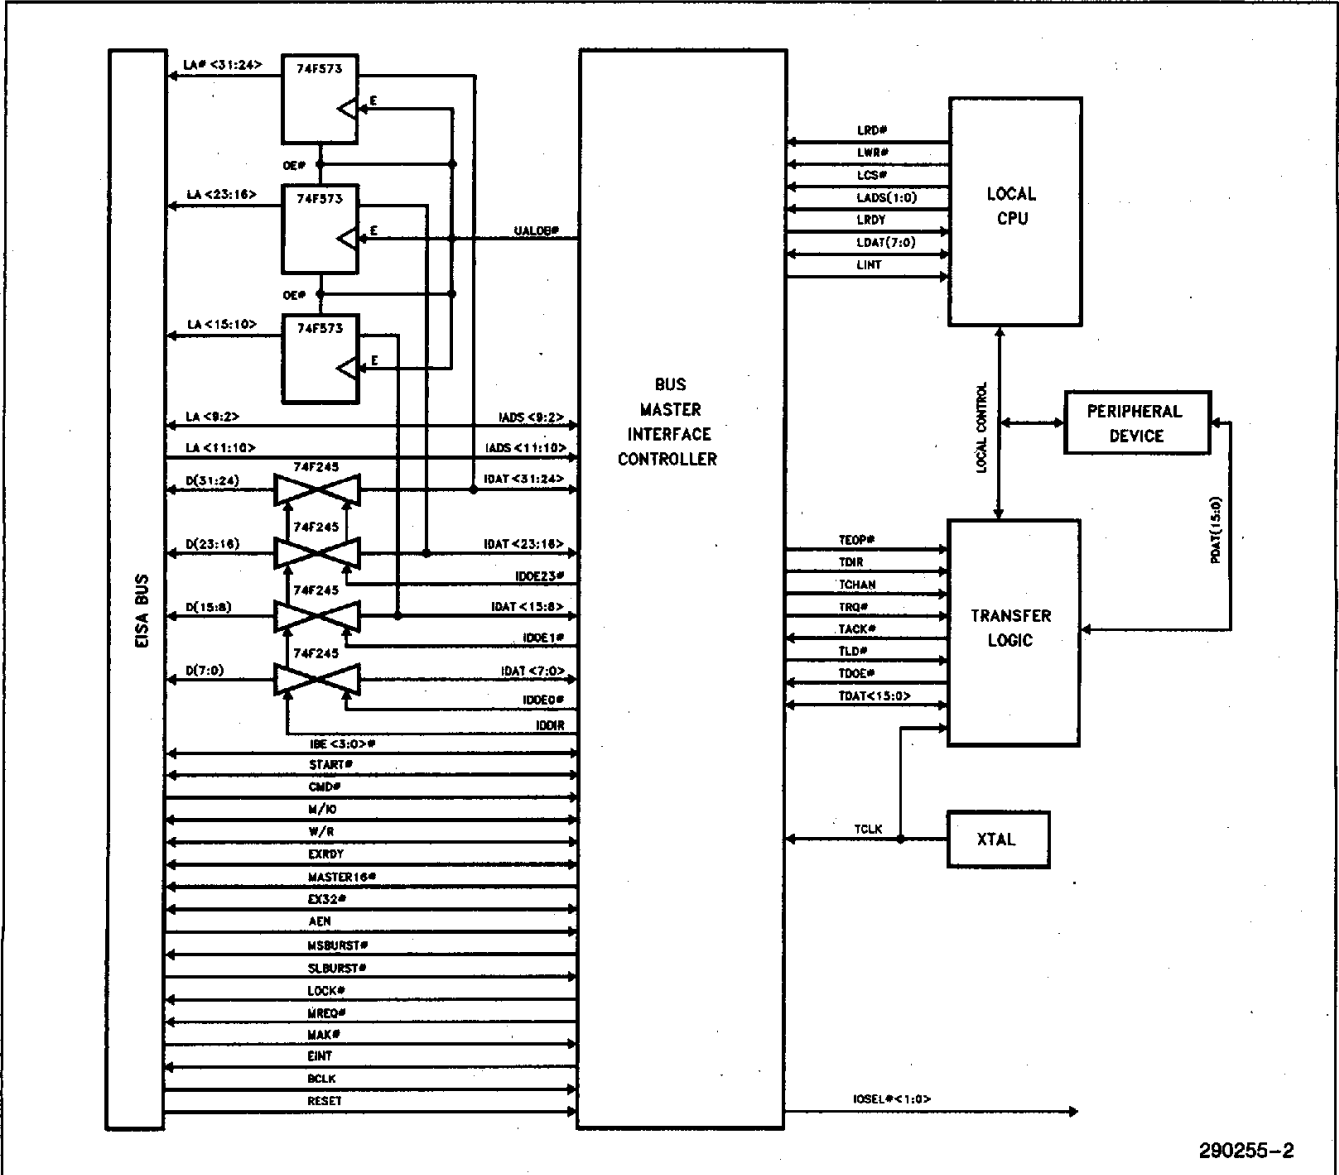 LA# <31:24>
74F573
E
OE#
LA <23:16>
74F573
E
UALOB#
OE#
LA <15:10>
74F573
E
LA <9:2>
IADS <9:2>
LA <11:10>
IADS <11:10>
74F245
D(31:24)
IDAT <31:24>
74F245
D(23:16)
IDAT <23:16>
IDOE23#
74F245
D(15:8)
IDAT <15:8>
IDOE1#
74F245
D(7:0)
IDAT <7:0>
IDOE0#
IDDIR
IBE <3:0>#
START#
CMD#
M/IO
W/R
EXRDY
MASTER16#
EX32#
AEN
MSBURST#
SLBURST#
LOCK#
MREQ#
MAK#
EINT
BCLK
RESET
EISA BUS
BUS
MASTER
INTERFACE
CONTROLLER
LRD#
LWR#
LCS#
LADS(1:0)
LRDY
LDAT(7:0)
LINT
LOCAL
CPU
LOCAL CONTROL
PERIPHERAL
DEVICE
PDAT(15:0)
TEOP#
TDIR
TCHAN
TRQ#
TACK#
TLD#
TDOE#
TDAT<15:0>
TRANSFER
LOGIC
TCLK
XTAL
IOSEL#<1:0>
290255-2